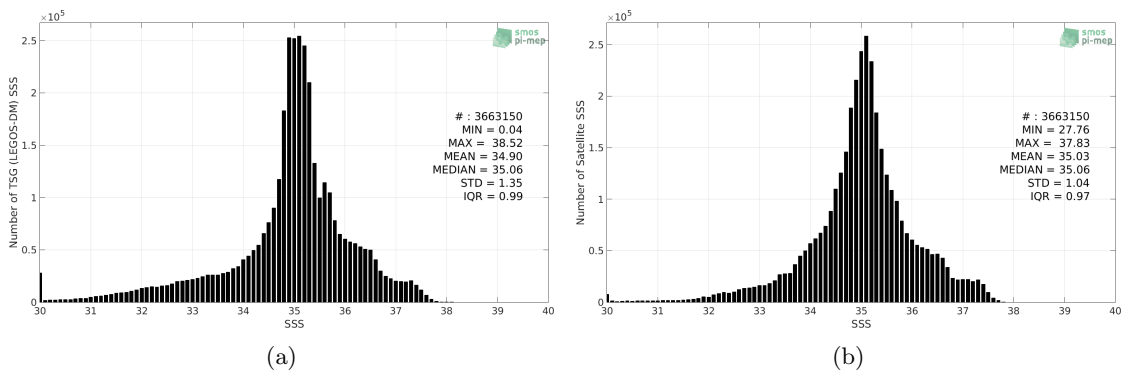 ×10⁵
2.5
2
1.5
1
0.5
0
Number of TSG (LEGOS-DM) SSS
smos
pi-mep
# : 3663150
MIN = 0.04
MAX = 38.52
MEAN = 34.90
MEDIAN = 35.06
STD = 1.35
IQR = 0.99
30 31 32 33 34 35 36 37 38 39 40
SSS
(a)
×10⁵
2.5
2
1.5
1
0.5
0
Number of Satellite SSS
smos
pi-mep
# : 3663150
MIN = 27.76
MAX = 37.83
MEAN = 35.03
MEDIAN = 35.06
STD = 1.04
IQR = 0.97
30 31 32 33 34 35 36 37 38 39 40
SSS
(b)